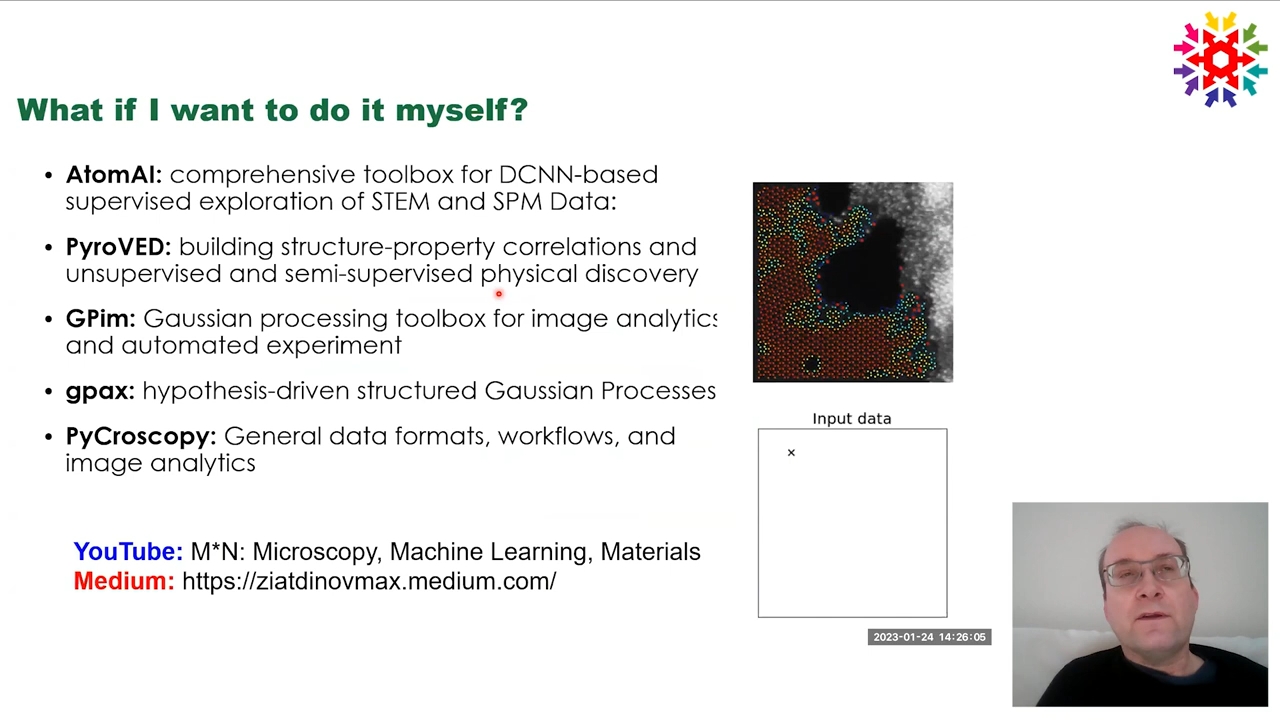 What if I want to do it myself?
• AtomAI: comprehensive toolbox for DCNN-based
supervised exploration of STEM and SPM Data:
• PyroVED: building structure-property correlations and
unsupervised and semi-supervised physical discovery
• GPim: Gaussian processing toolbox for image analytics
and automated experiment
• gpax: hypothesis-driven structured Gaussian Processes
• PyCroscopy: General data formats, workflows, and
image analytics
YouTube: M*N: Microscopy, Machine Learning, Materials
Medium: https://ziatdinovmax.medium.com/
Input data
2023-01-24 14:26:05